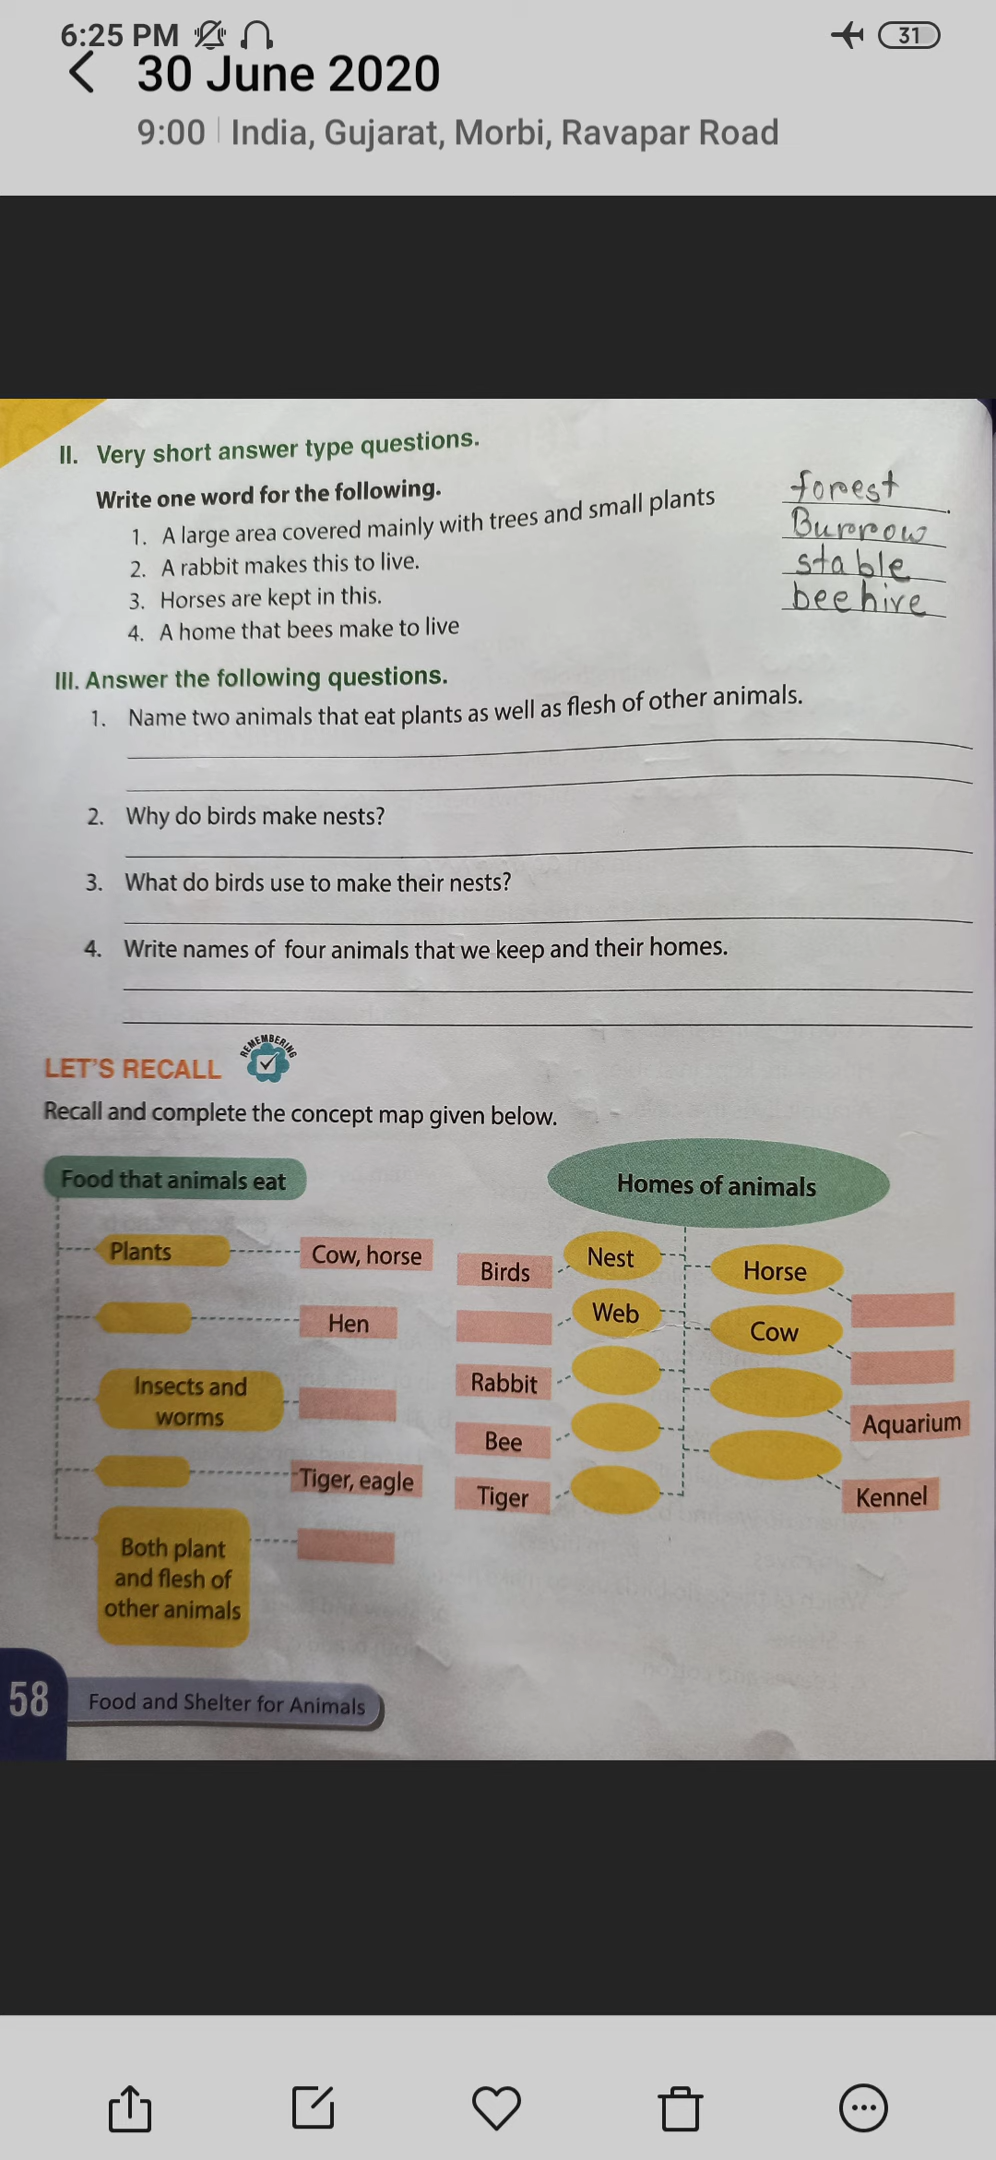 6:25 PM
31
30 June 2020
9:00 | India, Gujarat, Morbi, Ravapar Road
II. Very short answer type questions.
Write one word for the following.
1. A large area covered mainly with trees and small plants forest.
2. A rabbit makes this to live. Burrow
3. Horses are kept in this. stable
4. A home that bees make to live beehive
III. Answer the following questions.
1. Name two animals that eat plants as well as flesh of other animals.
2. Why do birds make nests?
3. What do birds use to make their nests?
4. Write names of four animals that we keep and their homes.
LET'S RECALL
REMEMBERING
Recall and complete the concept map given below.
Food that animals eat
Plants
Cow, horse
Hen
Insects and
worms
Tiger, eagle
Both plant
and flesh of
other animals
Homes of animals
Birds
Nest
Web
Rabbit
Bee
Tiger
Horse
Cow
Aquarium
Kennel
58
Food and Shelter for Animals